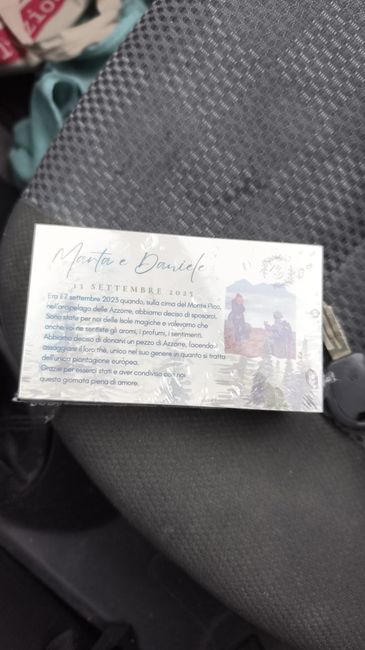 Marta e Daniele
13 SETTEMBRE 2025
Era il 7 settembre 2023 quando, sulla cima del Monte Pico,
nell'arcipelago delle Azzorre, abbiamo deciso di sposarci.
Sono state per noi delle isole magiche e volevamo che
anche voi ne sentiste gli aromi, i profumi, i sentimenti.
Abbiamo deciso di donarvi un pezzo di Azzorre, facendovi
assaggiare il loro thè, unico nel suo genere in quanto si tratta
dell'unica piantagione europea.
Grazie per esserci stati e aver condiviso con noi
questa giornata piena di amore.